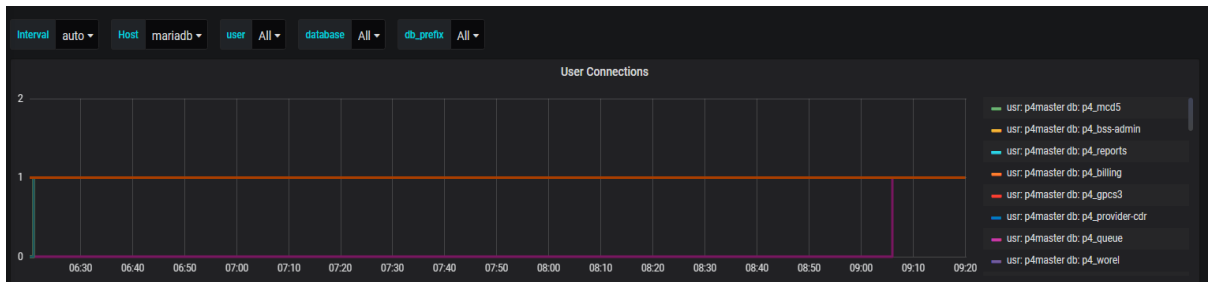 Interval auto Host mariadb user All database All db_prefix All
User Connections
2
1
0
06:30 06:40 06:50 07:00 07:10 07:20 07:30 07:40 07:50 08:00 08:10 08:20 08:30 08:40 08:50 09:00 09:10 09:20
usr: p4master db: p4_mcd5
usr: p4master db: p4_bss-admin
usr: p4master db: p4_reports
usr: p4master db: p4_billing
usr: p4master db: p4_gpcs3
usr: p4master db: p4_provider-cdr
usr: p4master db: p4_queue
usr: p4master db: p4_worel